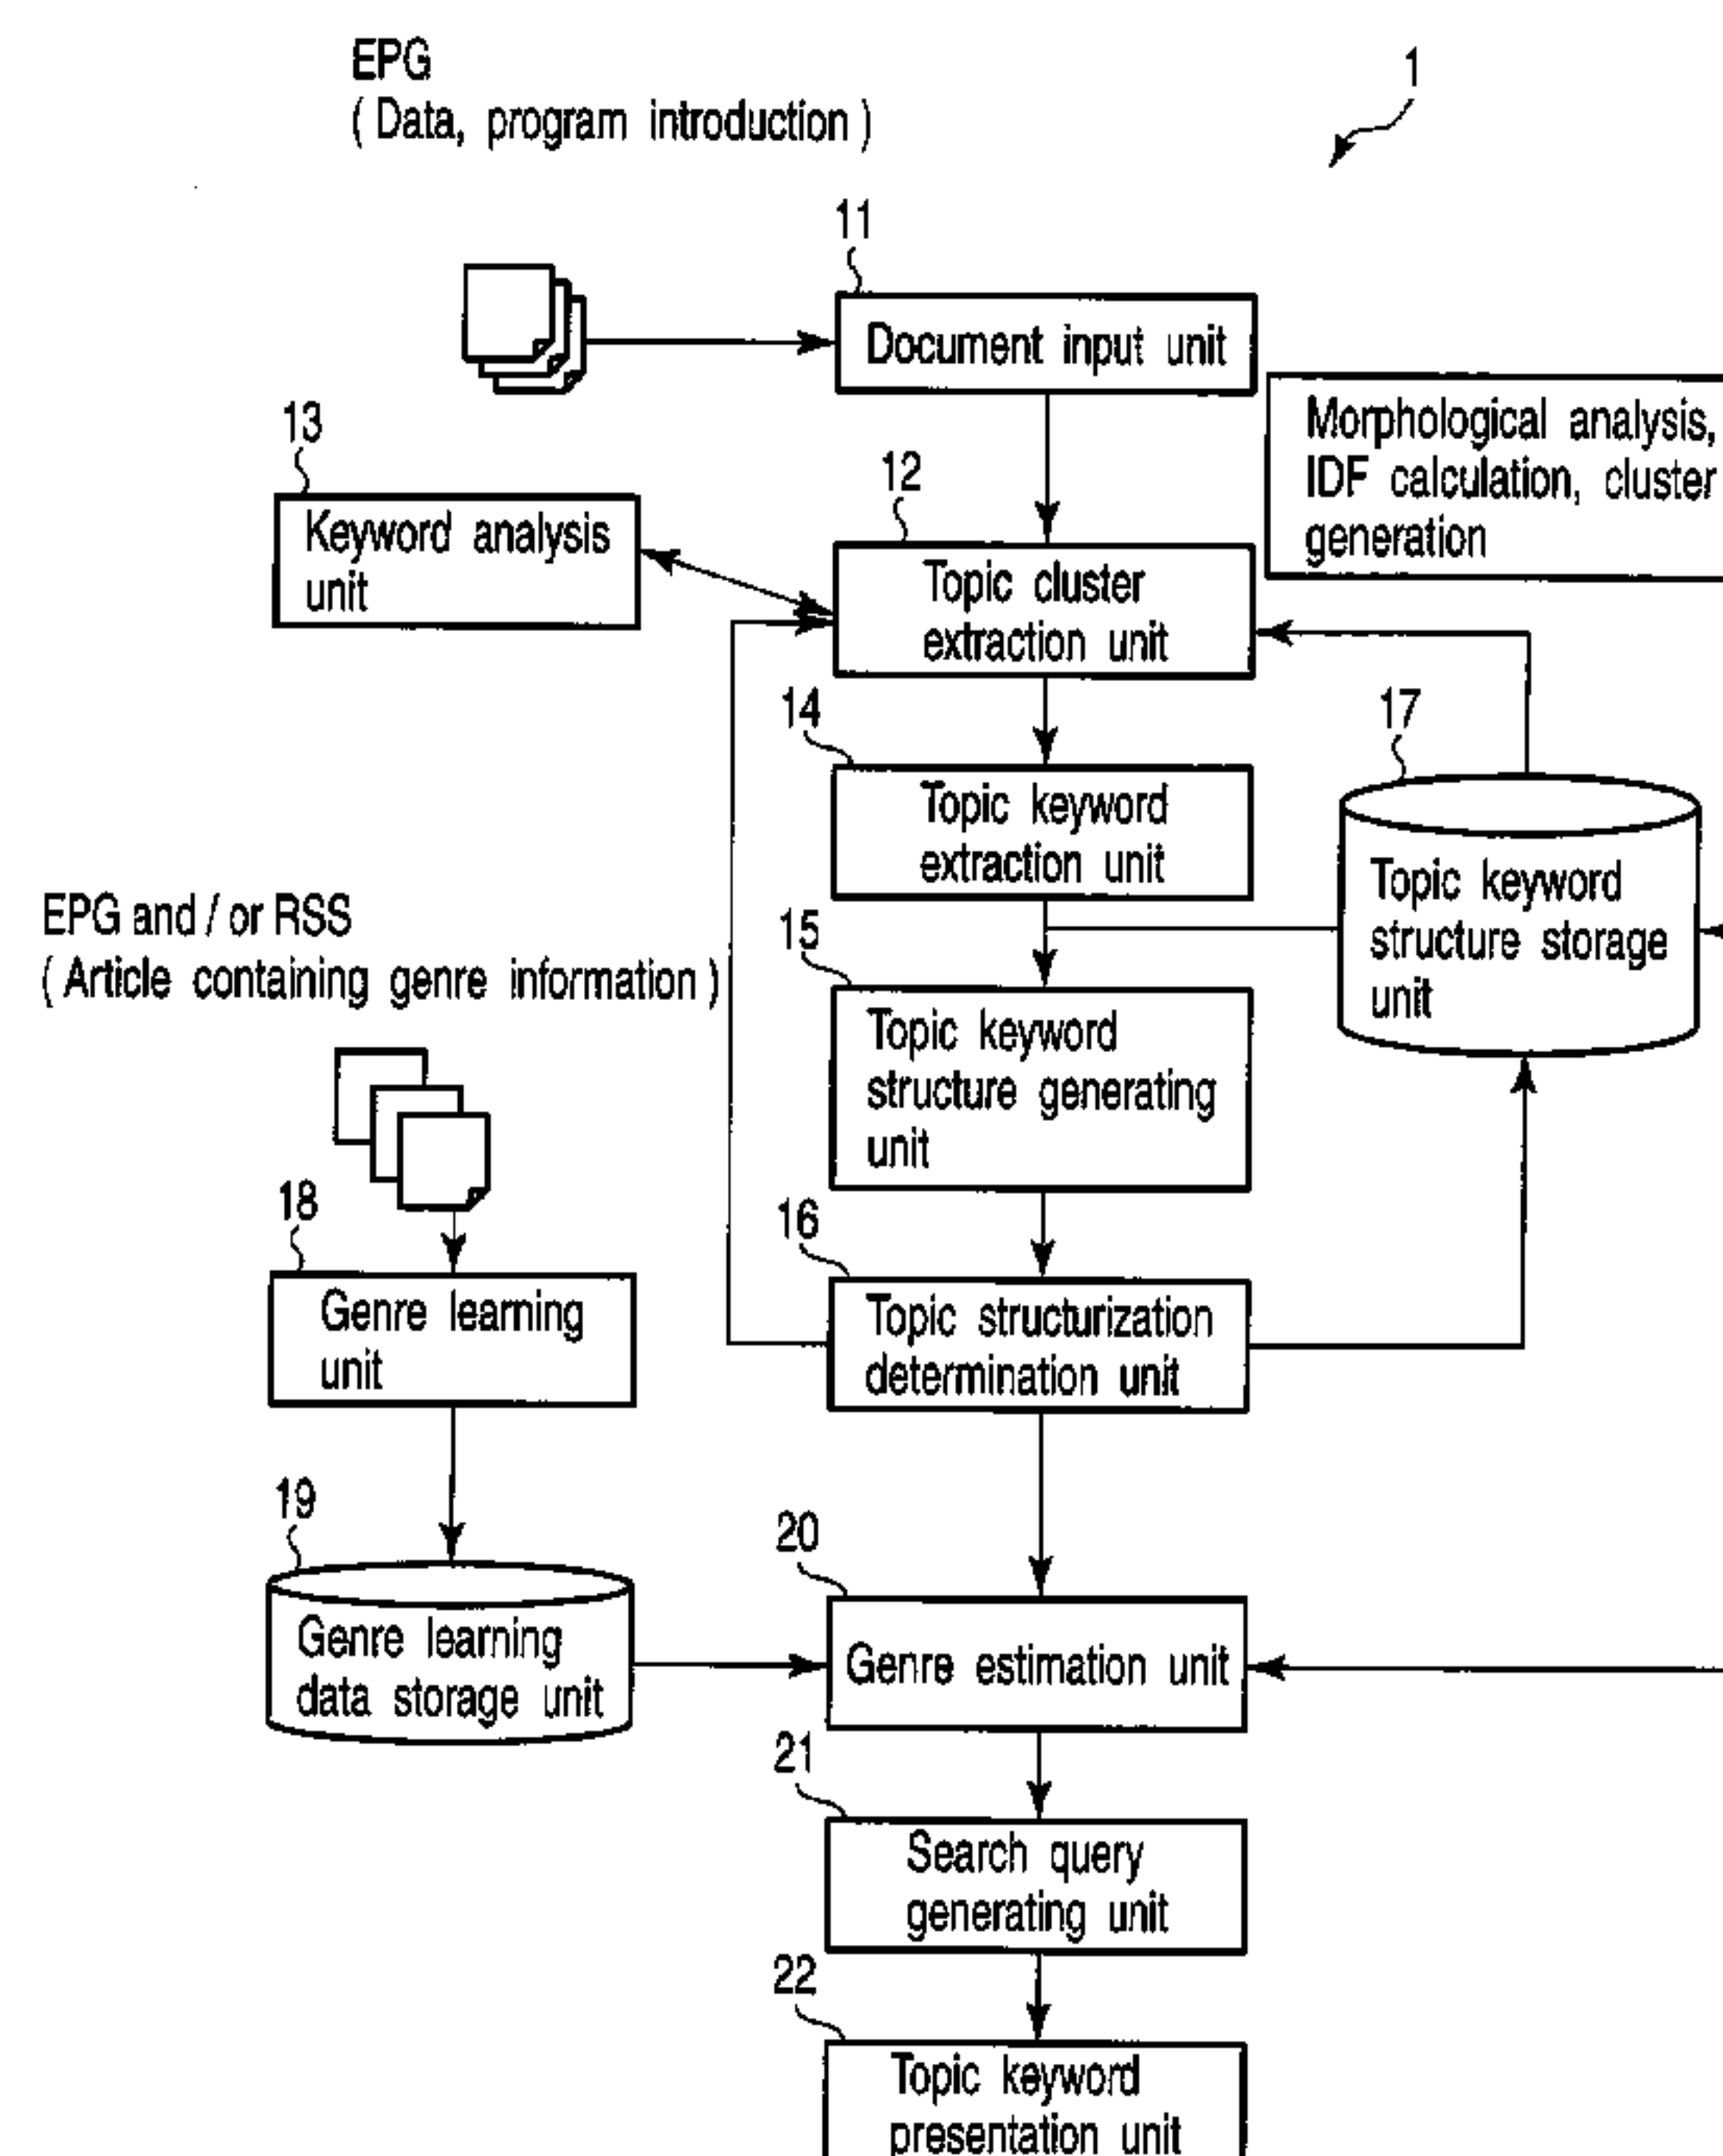 EPG
( Data, program introduction )
1
11
Document input unit
Morphological analysis,
IDF calculation, cluster
generation
13
Keyword analysis
unit
12
Topic cluster
extraction unit
14
Topic keyword
extraction unit
17
Topic keyword
structure storage
unit
EPG and / or RSS
( Article containing genre information )
15
Topic keyword
structure generating
unit
18
Genre learning
unit
16
Topic structurization
determination unit
19
Genre learning
data storage unit
20
Genre estimation unit
21
Search query
generating unit
22
Topic keyword
presentation unit